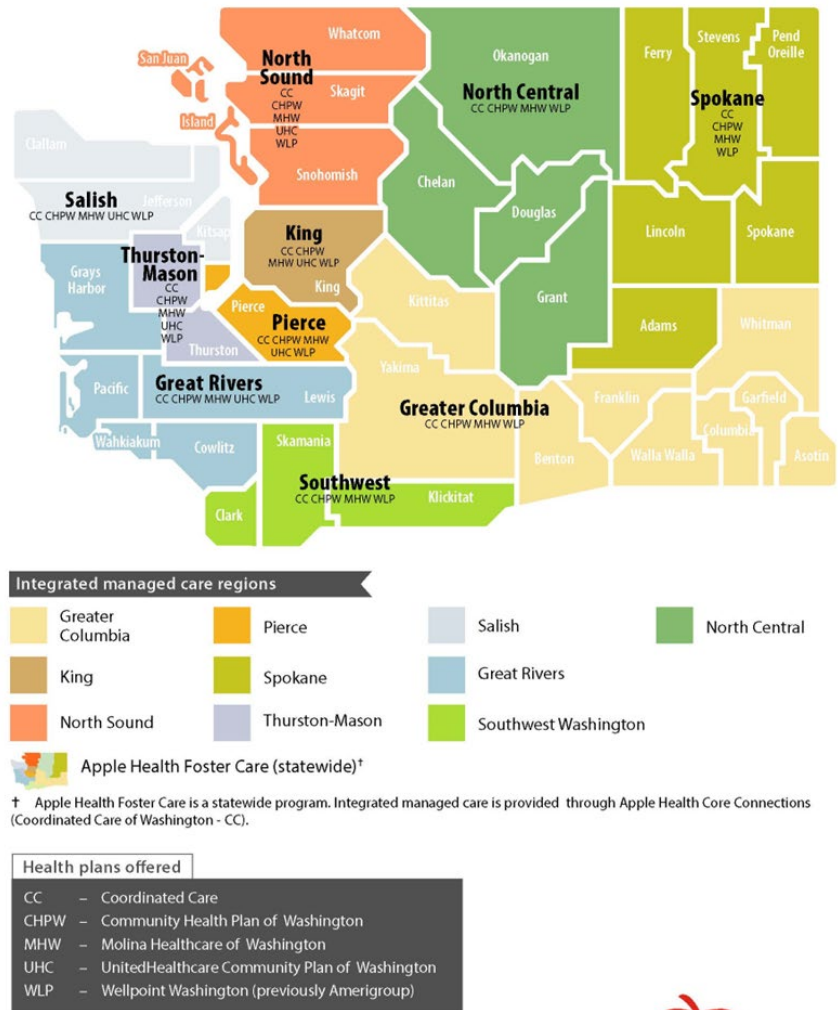 Whatcom
San Juan
North
Sound
CC
CHPW
MHW
UHC
WLP
Skagit
Island
Snohomish
Okanogan
North Central
CC CHPW MHW WLP
Chelan
Douglas
Grant
Ferry
Stevens
Pend
Oreille
Spokane
CC
CHPW
MHW
WLP
Lincoln
Spokane
Adams
Whitman
Clallam
Salish
Jefferson
CC CHPW MHW UHC WLP
Kitsap
King
CC CHPW
MHW UHC WLP
King
Thurston-
Mason
CC
CHPW
MHW
UHC
WLP
Thurston
Grays
Harbor
Pierce
Pierce
CC CHPW MHW
UHC WLP
Kittitas
Yakima
Pacific
Great Rivers
CC CHPW MHW UHC WLP
Lewis
Wahkiakum
Cowlitz
Greater Columbia
CC CHPW MHW WLP
Franklin
Benton
Walla Walla
Columbia
Garfield
Asotin
Skamania
Southwest
CC CHPW MHW WLP
Klickitat
Clark
Integrated managed care regions
Greater
Columbia
Pierce
Salish
North Central
King
Spokane
Great Rivers
North Sound
Thurston-Mason
Southwest Washington
Apple Health Foster Care (statewide)†
† Apple Health Foster Care is a statewide program. Integrated managed care is provided through Apple Health Core Connections
(Coordinated Care of Washington - CC).
Health plans offered
CC – Coordinated Care
CHPW – Community Health Plan of Washington
MHW – Molina Healthcare of Washington
UHC – UnitedHealthcare Community Plan of Washington
WLP – Wellpoint Washington (previously Amerigroup)